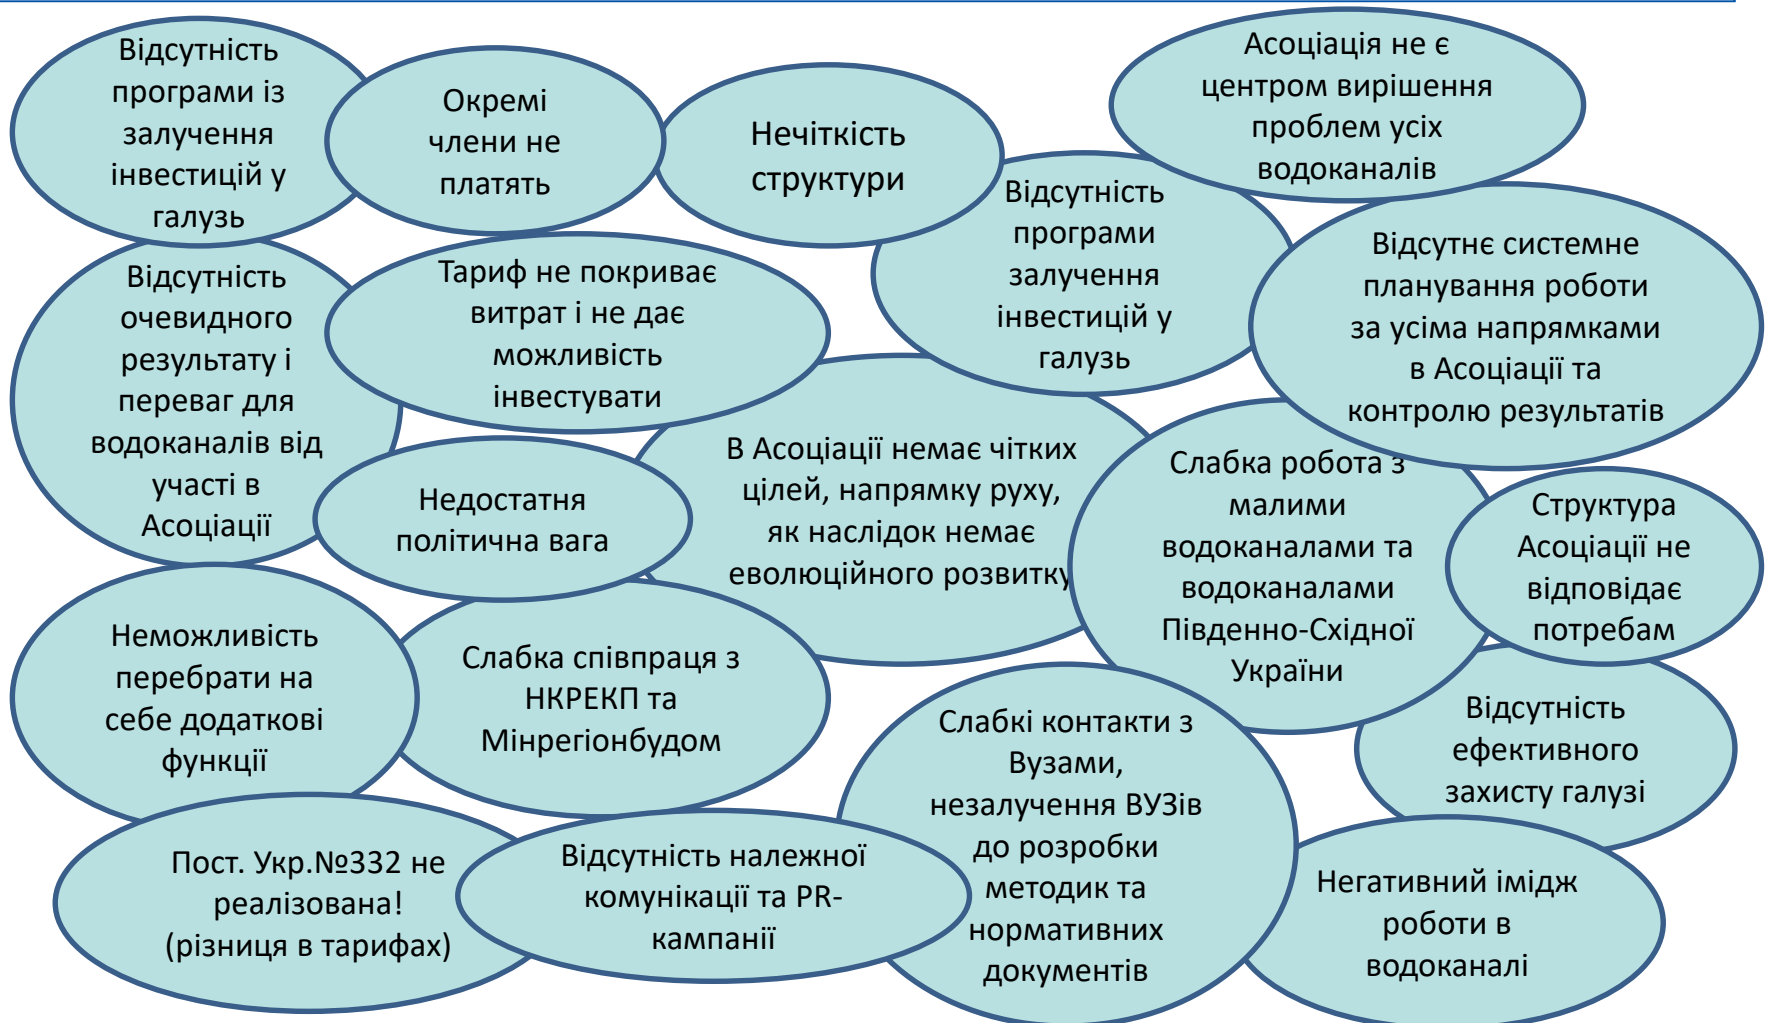 Відсутність
програми із
залучення
інвестицій у
галузь
Окремі
члени не
платять
Нечіткість
структури
Асоціація не є
центром вирішення
проблем усіх
водоканалів
Відсутність
програми
залучення
інвестицій у
галузь
Відсутнє системне
планування роботи
за усіма напрямками
в Асоціації та
контролю результатів
Відсутність
очевидного
результату і
переваг для
водоканалів від
участі в
Асоціації
Тариф не покриває
витрат і не дає
можливість
інвестувати
В Асоціації немає чітких
цілей, напрямку руху,
як наслідок немає
еволюційного розвитку
Слабка робота з
малими
водоканалами та
водоканалами
Південно-Східної
України
Структура
Асоціації не
відповідає
потребам
Недостатня
політична вага
Неможливість
перебрати на
себе додаткові
функції
Слабка співпраця з
НКРЕКП та
Мінрегіонбудом
Слабкі контакти з
Вузами,
незалучення ВУЗів
до розробки
методик та
нормативних
документів
Відсутність
ефективного
захисту галузі
Пост. Укр.№332 не
реалізована!
(різниця в тарифах)
Відсутність належної
комунікації та PR-
кампанії
Негативний імідж
роботи в
водоканалі